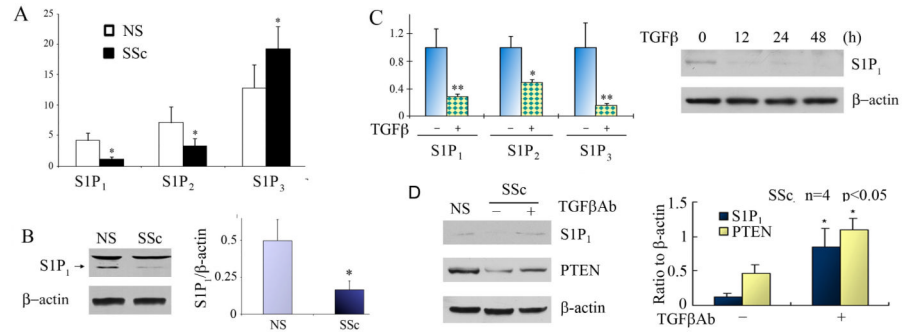 A
25
20
15
10
5
0
NS
SSc
*
*
*
S1P1
S1P2
S1P3
B
NS SSc
S1P1
β−actin
S1P1/β-actin
0.5
0.25
0
*
NS
SSc
C
1.2
0.8
0.4
0
**
*
**
TGFβ − + − + − +
S1P1 S1P2 S1P3
TGFβ 0 12 24 48 (h)
S1P1
β−actin
D
SSc
NS − + TGFβAb
S1P1
PTEN
β-actin
SSc n=4 p<0.05
S1P1
PTEN
Ratio to β-actin
1.5
1
0.5
0
* *
TGFβAb − +